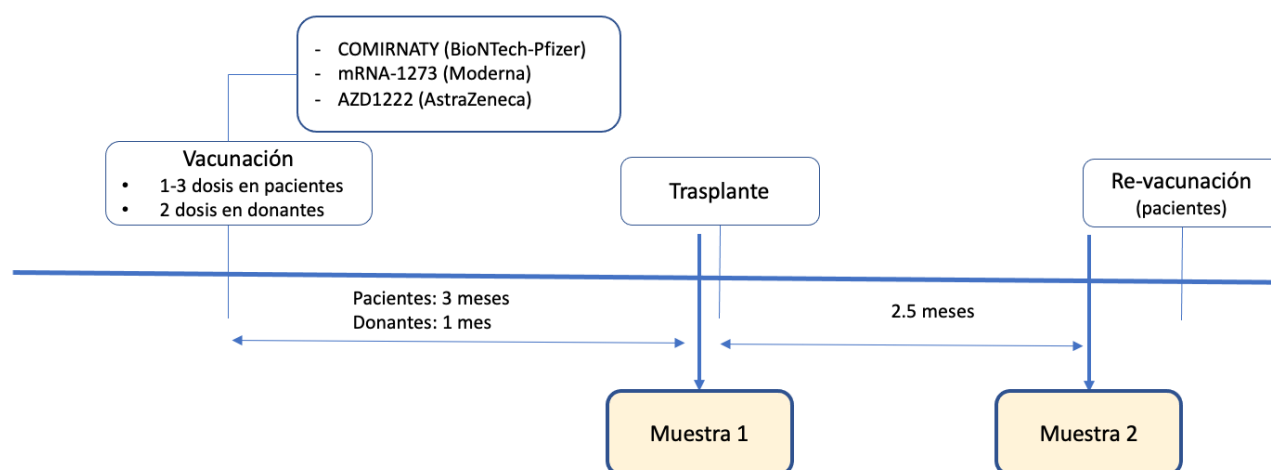 - COMIRNATY (BioNTech-Pfizer)
- mRNA-1273 (Moderna)
- AZD1222 (AstraZeneca)
Vacunación
• 1-3 dosis en pacientes
• 2 dosis en donantes
Trasplante
Re-vacunación
(pacientes)
Pacientes: 3 meses
Donantes: 1 mes
2.5 meses
Muestra 1
Muestra 2